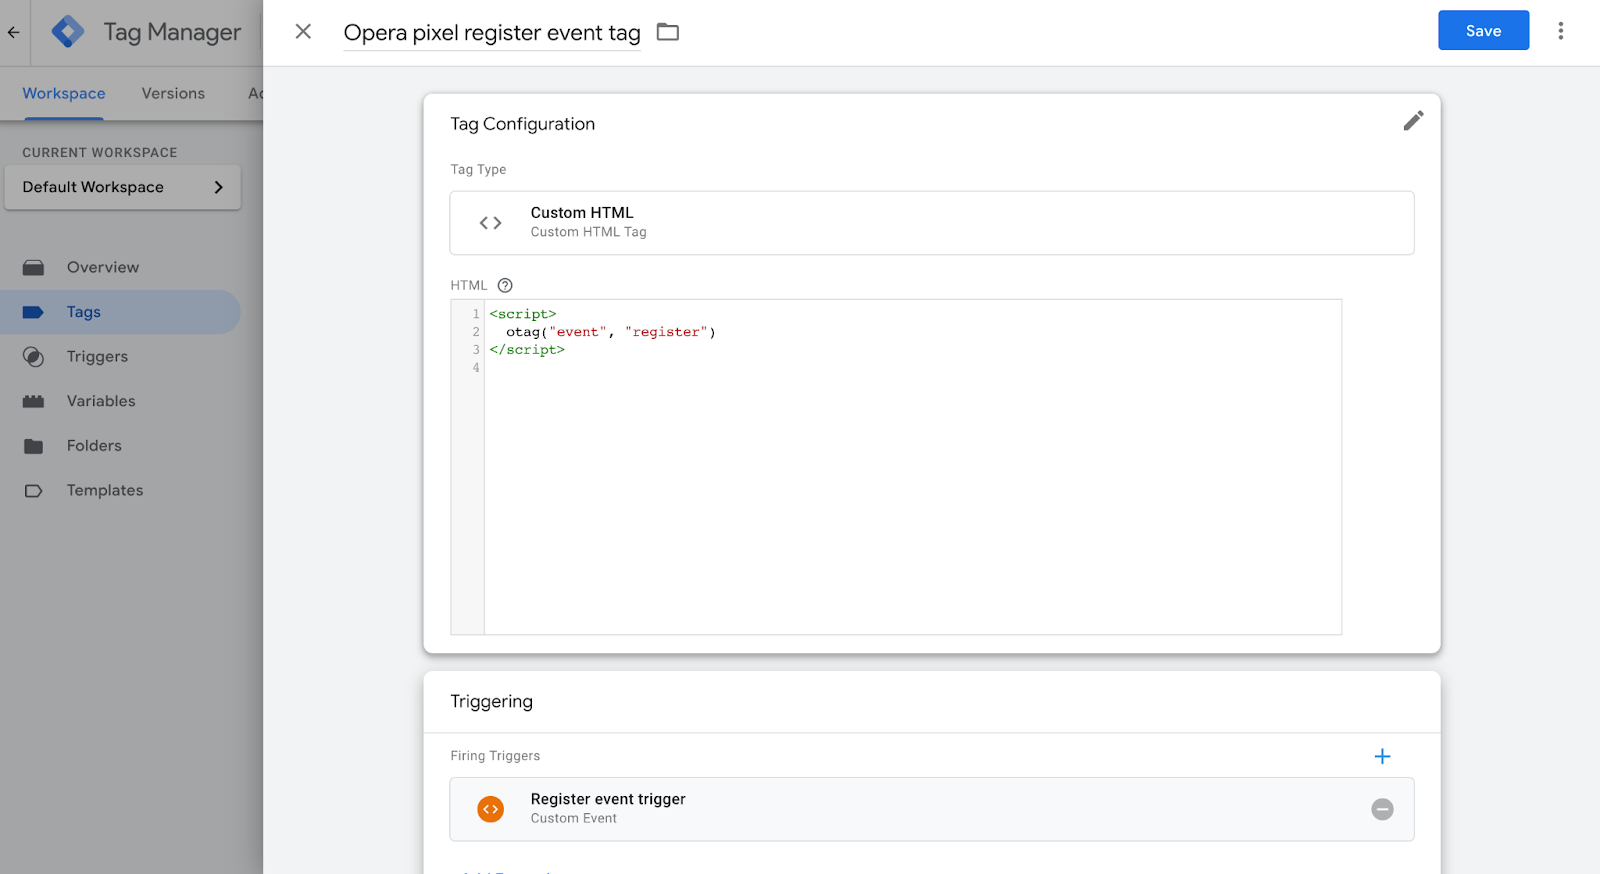 Tag Manager
Opera pixel register event tag
Save
Workspace Versions
CURRENT WORKSPACE
Default Workspace
Overview
Tags
Triggers
Variables
Folders
Templates
Tag Configuration
Tag Type
Custom HTML
Custom HTML Tag
HTML
1 <script>
2 otag("event", "register")
3 </script>
4
Triggering
Firing Triggers
Register event trigger
Custom Event